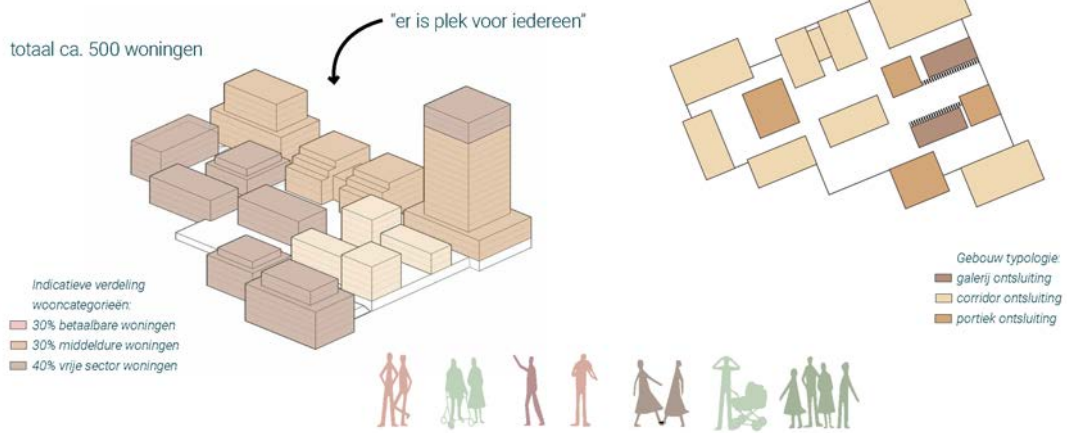 "er is plek voor iedereen"
totaal ca. 500 woningen
Indicatieve verdeling
wooncategorieën:
30% betaalbare woningen
30% middeldure woningen
40% vrije sector woningen
Gebouw typologie:
galerij ontsluiting
corridor ontsluiting
portiek ontsluiting